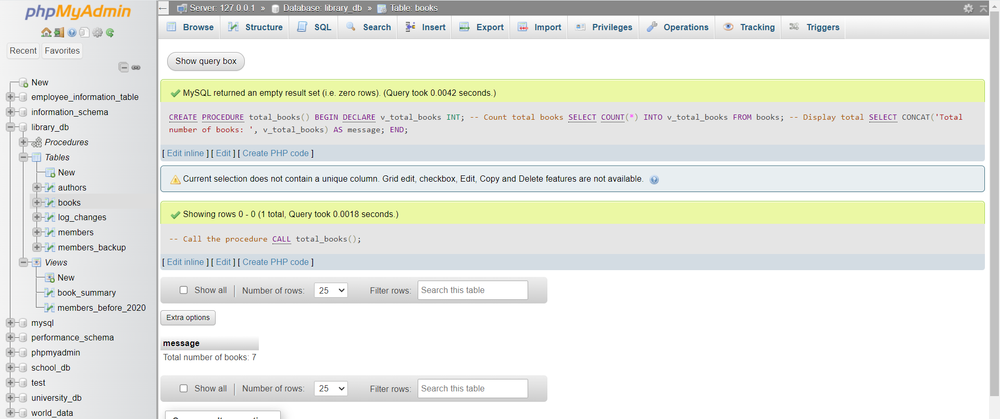 phpMyAdmin
Recent Favorites
New
employee_information_table
information_schema
library_db
Procedures
Tables
New
authors
books
log_changes
members
members_backup
Views
New
book_summary
members_before_2020
mysql
performance_schema
phpmyadmin
school_db
test
university_db
world_data
Server: 127.0.0.1 » Database: library_db » Table: books
Browse Structure SQL Search Insert Export Import Privileges Operations Tracking Triggers
Show query box
MySQL returned an empty result set (i.e. zero rows). (Query took 0.0042 seconds.)
CREATE PROCEDURE total_books() BEGIN DECLARE v_total_books INT; -- Count total books SELECT COUNT(*) INTO v_total_books FROM books; -- Display total SELECT CONCAT('Total
number of books: ', v_total_books) AS message; END;
[ Edit inline ] [ Edit ] [ Create PHP code ]
Current selection does not contain a unique column. Grid edit, checkbox, Edit, Copy and Delete features are not available.
Showing rows 0 - 0 (1 total, Query took 0.0018 seconds.)
-- Call the procedure CALL total_books();
[ Edit inline ] [ Edit ] [ Create PHP code ]
Show all | Number of rows: 25 Filter rows: Search this table
Extra options
message
Total number of books: 7
Show all | Number of rows: 25 Filter rows: Search this table